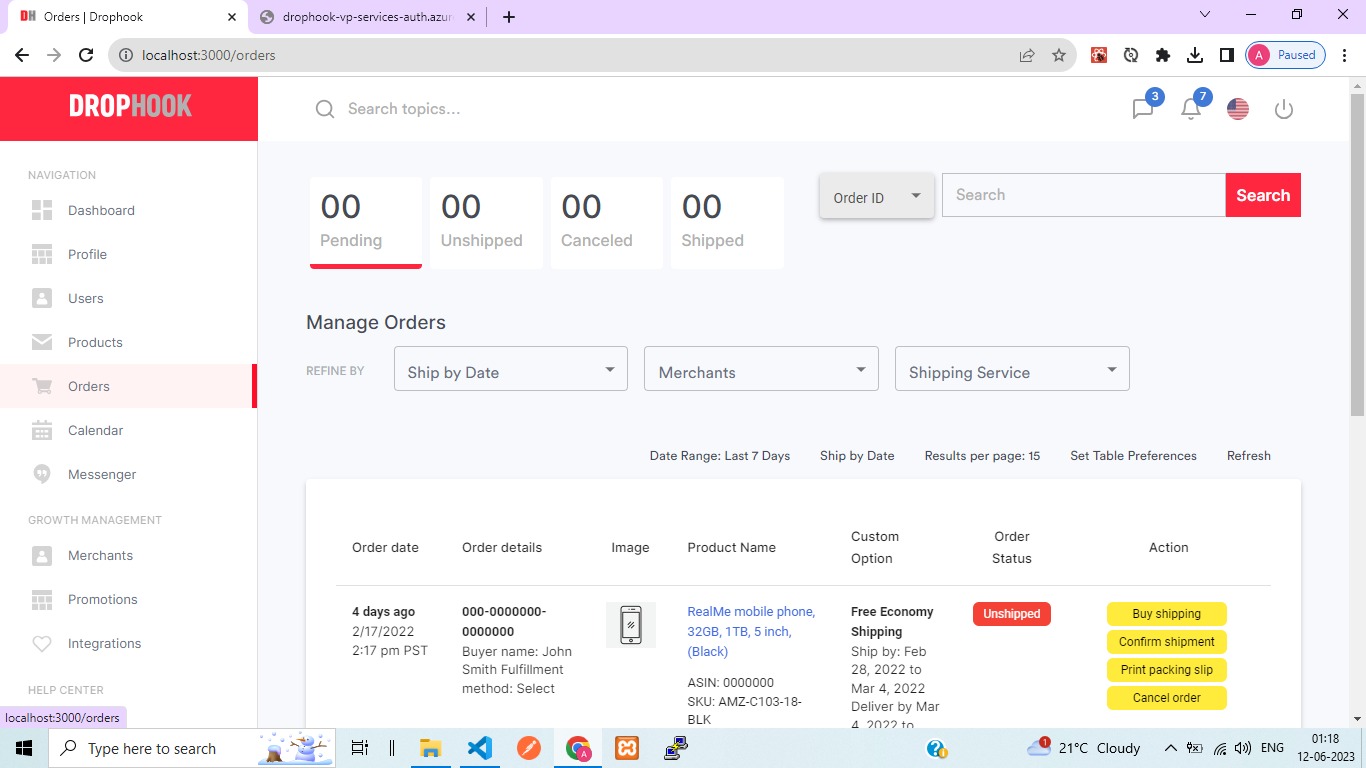 Orders | Drophook
drophook-vp-services-auth.azur
localhost:3000/orders
A Paused
DROPHOOK
Search topics...
3
7
NAVIGATION
Dashboard
Profile
Users
Products
Orders
Calendar
Messenger
GROWTH MANAGEMENT
Merchants
Promotions
Integrations
HELP CENTER
localhost:3000/orders
00
Pending
00
Unshipped
00
Canceled
00
Shipped
Order ID
Search
Search
Manage Orders
REFINE BY
Ship by Date
Merchants
Shipping Service
Date Range: Last 7 Days
Ship by Date
Results per page: 15
Set Table Preferences
Refresh
Order date
Order details
Image
Product Name
Custom
Option
Order
Status
Action
4 days ago
2/17/2022
2:17 pm PST
000-0000000-
0000000
Buyer name: John
Smith Fulfillment
method: Select
RealMe mobile phone,
32GB, 1TB, 5 inch,
(Black)
ASIN: 0000000
SKU: AMZ-C103-18-
BLK
Free Economy
Shipping
Ship by: Feb
28, 2022 to
Mar 4, 2022
Deliver by Mar
4, 2022 to
Unshipped
Buy shipping
Confirm shipment
Print packing slip
Cancel order
Type here to search
A
1
21°C Cloudy
ENG
01:18
12-06-2023